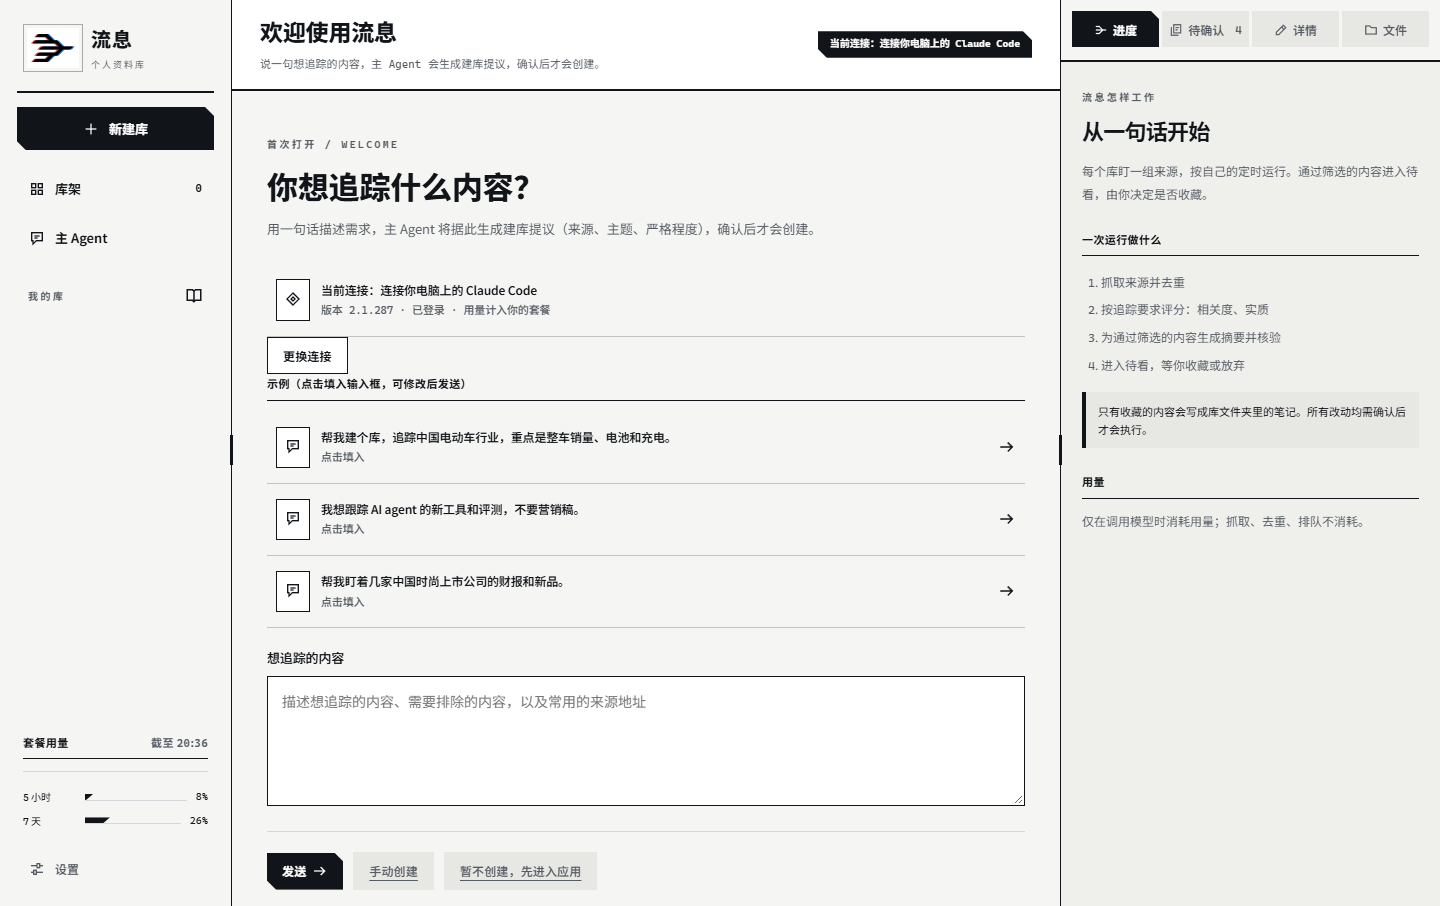 流息
个人资料库
新建库
库架 0
主 Agent
我的库
套餐用量 截至 20:36
5 小时 8%
7 天 26%
设置
欢迎使用流息
说一句想追踪的内容，主 Agent 会生成建库提议，确认后才会创建。
当前连接：连接你电脑上的 Claude Code
首次打开 / WELCOME
你想追踪什么内容？
用一句话描述需求，主 Agent 将据此生成建库提议（来源、主题、严格程度），确认后才会创建。
当前连接：连接你电脑上的 Claude Code
版本 2.1.287 · 已登录 · 用量计入你的套餐
更换连接
示例（点击填入输入框，可修改后发送）
帮我建个库，追踪中国电动车行业，重点是整车销量、电池和充电。
点击填入
我想跟踪 AI agent 的新工具和评测，不要营销稿。
点击填入
帮我盯着几家中国时尚上市公司的财报和新品。
点击填入
想追踪的内容
描述想追踪的内容、需要排除的内容，以及常用的来源地址
发送
手动创建
暂不创建，先进入应用
进度
待确认 4
详情
文件
流息怎样工作
从一句话开始
每个库盯一组来源，按自己的定时运行。通过筛选的内容进入待
看，由你决定是否收藏。
一次运行做什么
1. 抓取来源并去重
2. 按追踪要求评分：相关度、实质
3. 为通过筛选的内容生成摘要并核验
4. 进入待看，等你收藏或放弃
只有收藏的内容会写成库文件夹里的笔记。所有改动均需确认后
才会执行。
用量
仅在调用模型时消耗用量；抓取、去重、排队不消耗。